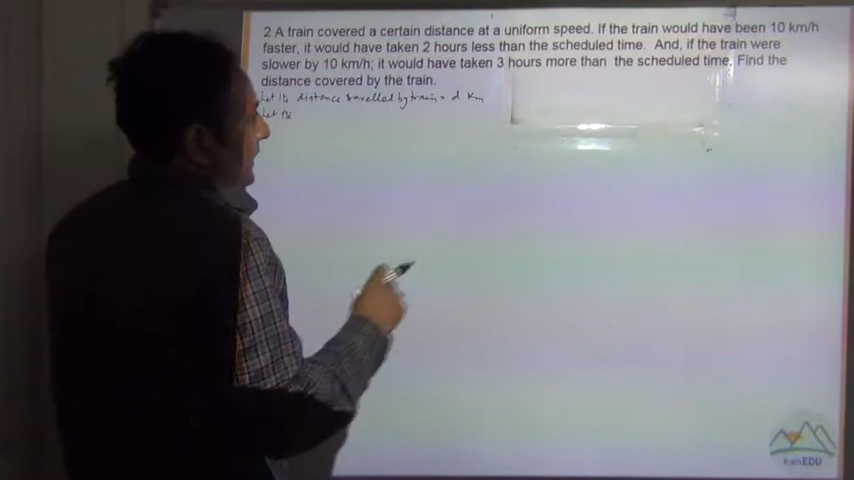 2 A train covered a certain distance at a uniform speed. If the train would have been 10 km/h
faster, it would have taken 2 hours less than the scheduled time. And, if the train were
slower by 10 km/h; it would have taken 3 hours more than the scheduled time. Find the
distance covered by the train.
Let the distance travelled by train = d km
Let the